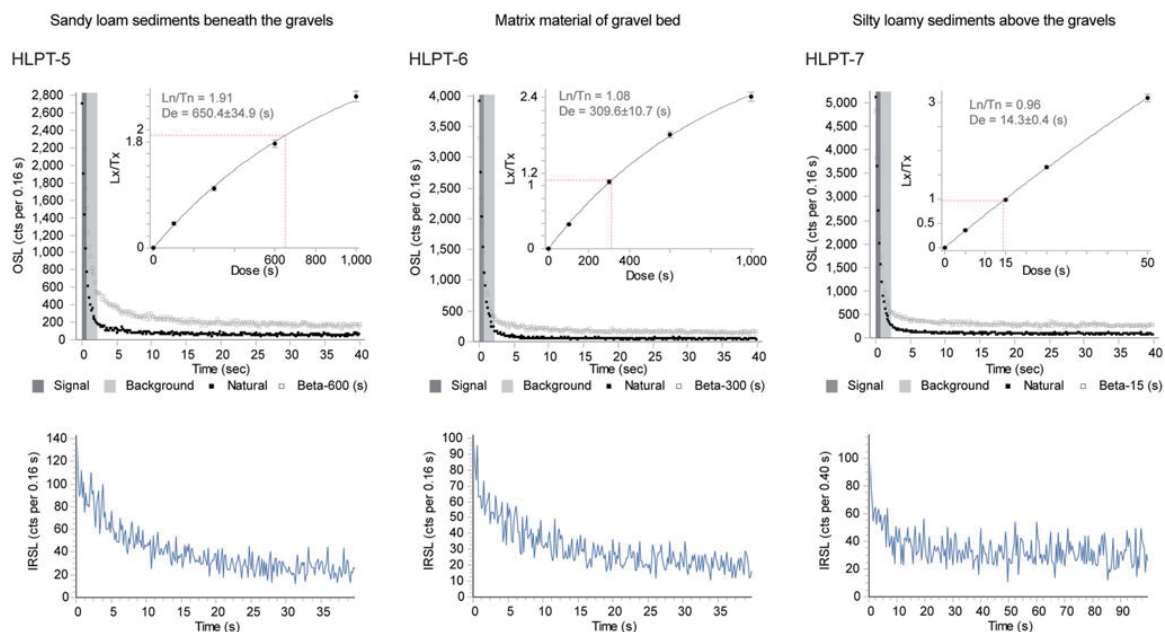 Sandy loam sediments beneath the gravels
Matrix material of gravel bed
Silty loamy sediments above the gravels
HLPT-5
2,800
2,600
2,400
2,200
2,000
1,800
1,600
1,400
1,200
1,000
800
600
400
200
0
OSL (cts per 0.16 s)
0 5 10 15 20 25 30 35 40
Time (sec)
Ln/Tn = 1.91
De = 650.4±34.9 (s)
2
1.8
1
0
Lx/Tx
0 200 400 600 800 1,000
Dose (s)
Signal Background Natural Beta-600 (s)
HLPT-6
4,000
3,500
3,000
2,500
2,000
1,500
1,000
500
0
OSL (cts per 0.16 s)
0 5 10 15 20 25 30 35 40
Time (sec)
2.4
Ln/Tn = 1.08
De = 309.6±10.7 (s)
1.2
1
0
Lx/Tx
0 200 400 1,000
Dose (s)
Signal Background Natural Beta-300 (s)
HLPT-7
5,000
4,500
4,000
3,500
3,000
2,500
2,000
1,500
1,000
500
0
OSL (cts per 0.16 s)
0 5 10 15 20 25 30 35 40
Time (sec)
3
Ln/Tn = 0.96
De = 14.3±0.4 (s)
1
0.5
0
Lx/Tx
0 10 15 50
Dose (s)
Signal Background Natural Beta-15 (s)
140
120
100
80
60
40
20
0
IRSL (cts per 0.16 s)
0 5 10 15 20 25 30 35
Time (s)
100
90
80
70
60
50
40
30
20
10
0
IRSL (cts per 0.16 s)
0 5 10 15 20 25 30 35
Time (s)
100
80
60
40
20
0
IRSL (cts per 0.40 s)
0 10 20 30 40 50 60 70 80 90
Time (s)